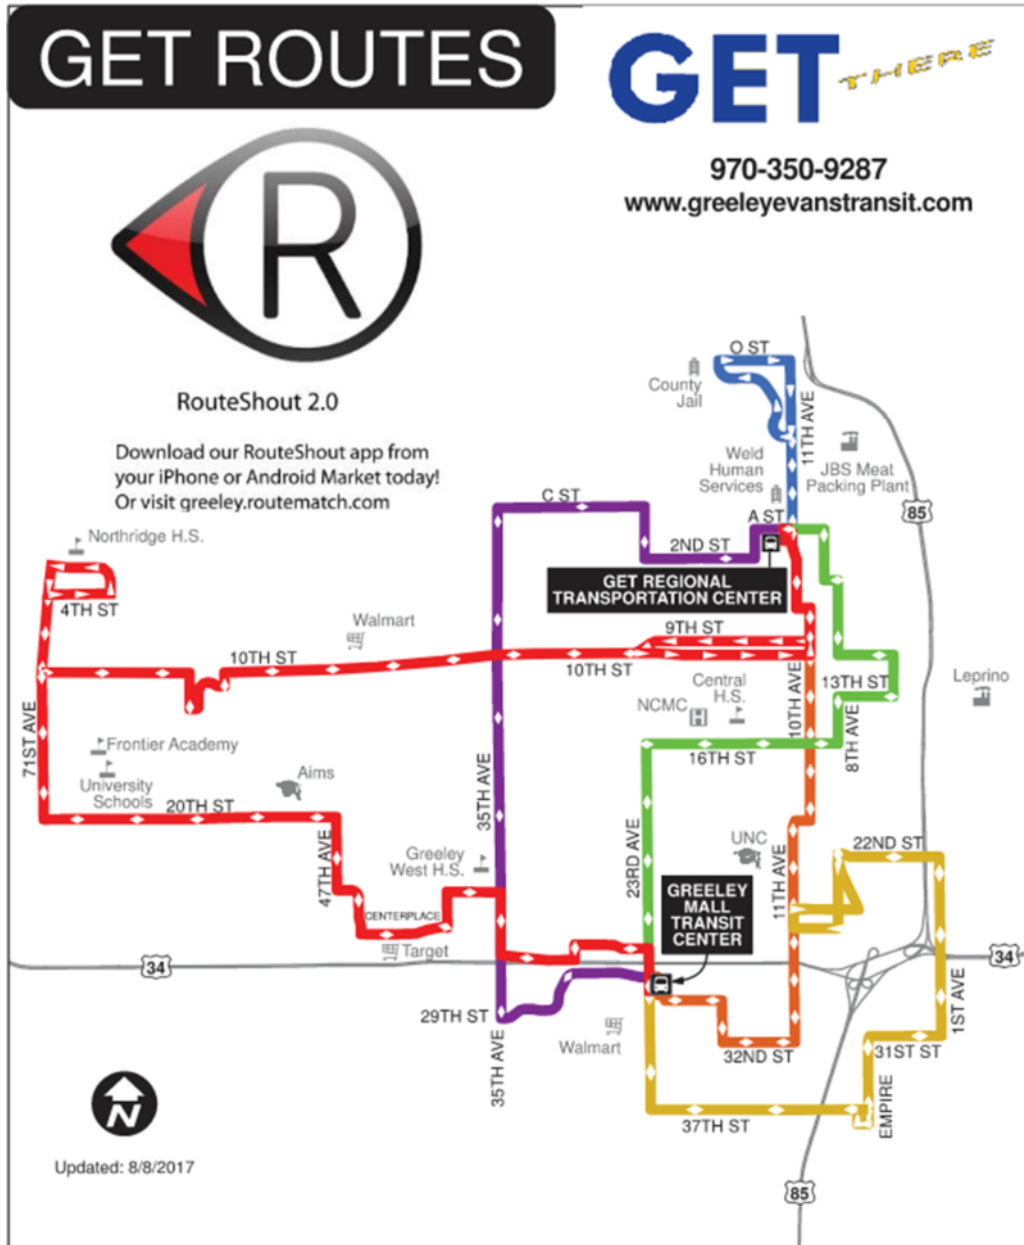 GET ROUTES
GET THERE
970-350-9287
www.greeleyevanstransit.com
R
RouteShout 2.0
Download our RouteShout app from
your iPhone or Android Market today!
Or visit greeley.routematch.com
O ST
County
Jail
11TH AVE
Weld
Human
Services
JBS Meat
Packing Plant
85
C ST
A ST
2ND ST
Northridge H.S.
4TH ST
GET REGIONAL
TRANSPORTATION CENTER
Walmart
9TH ST
10TH ST
10TH ST
Central
H.S.
NCMC
H
10TH AVE
13TH ST
Leprino
71ST AVE
Frontier Academy
University
Schools
Aims
16TH ST
8TH AVE
35TH AVE
20TH ST
47TH AVE
Greeley
West H.S.
23RD AVE
UNC
11TH AVE
22ND ST
GREELEY
MALL
TRANSIT
CENTER
CENTERPLACE
Target
34
34
29TH ST
35TH AVE
Walmart
32ND ST
1ST AVE
31ST ST
EMPIRE
37TH ST
N
Updated: 8/8/2017
85